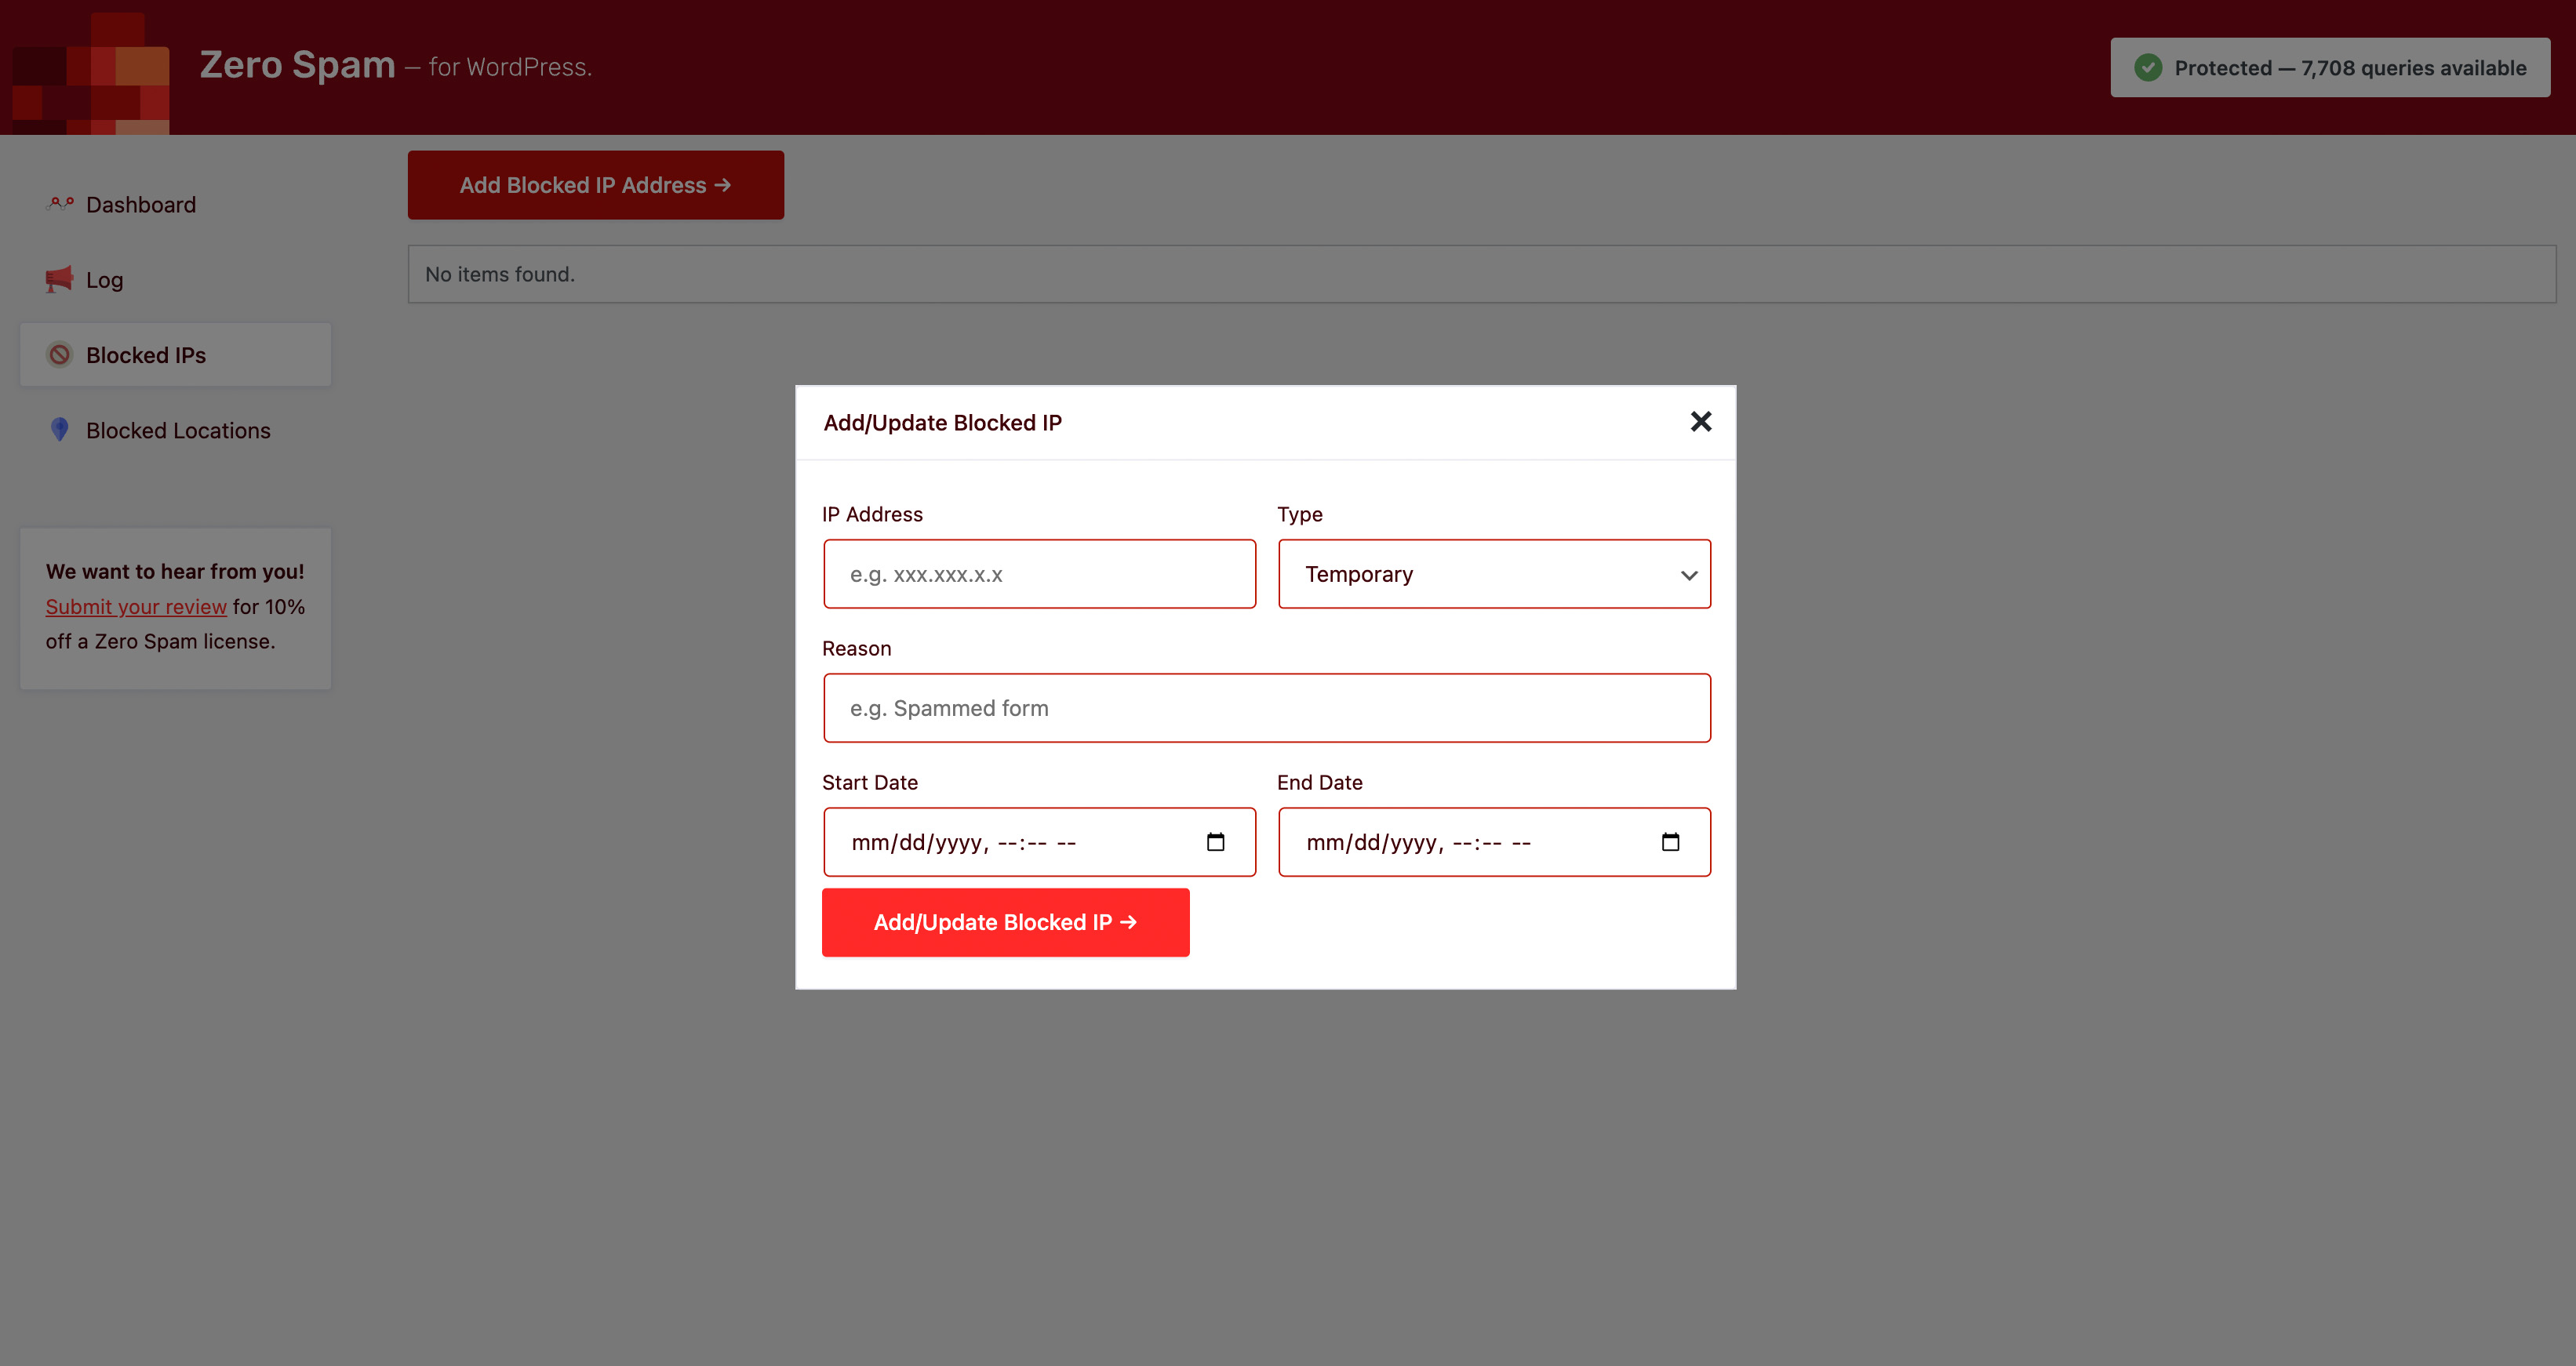 Zero Spam — for WordPress.
Protected — 7,708 queries available
Dashboard
Log
Blocked IPs
Blocked Locations
We want to hear from you!
Submit your review for 10%
off a Zero Spam license.
Add Blocked IP Address →
No items found.
Add/Update Blocked IP
IP Address
Type
e.g. xxx.xxx.x.x
Temporary
Reason
e.g. Spammed form
Start Date
End Date
mm/dd/yyyy, --:-- --
mm/dd/yyyy, --:-- --
Add/Update Blocked IP →